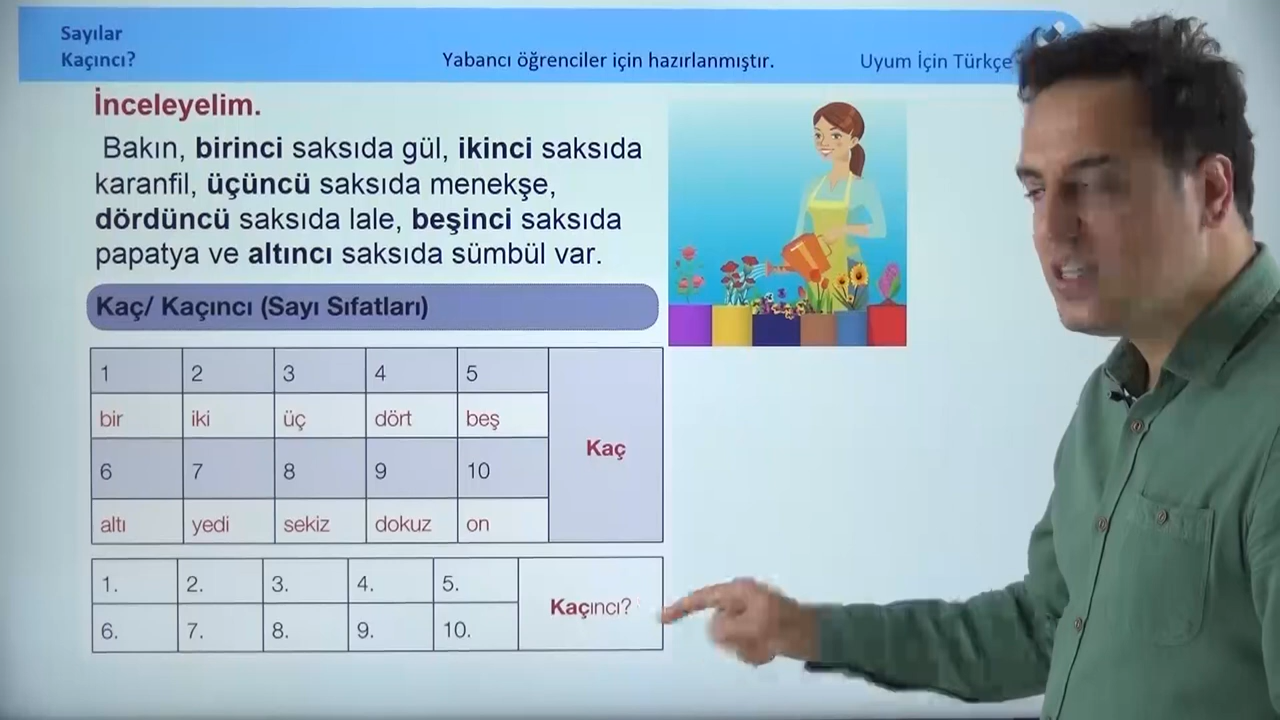 Sayılar
Kaçıncı?
Yabancı öğrenciler için hazırlanmıştır.
Uyum İçin Türkçe
İnceleyelim.
Bakın, birinci saksıda gül, ikinci saksıda
karanfil, üçüncü saksıda menekşe,
dördüncü saksıda lale, beşinci saksıda
papatya ve altıncı saksıda sümbül var.
Kaç/ Kaçıncı (Sayı Sıfatları)
1 2 3 4 5
bir iki üç dört beş
Kaç
6 7 8 9 10
altı yedi sekiz dokuz on
1. 2. 3. 4. 5.
Kaçıncı?
6. 7. 8. 9. 10.